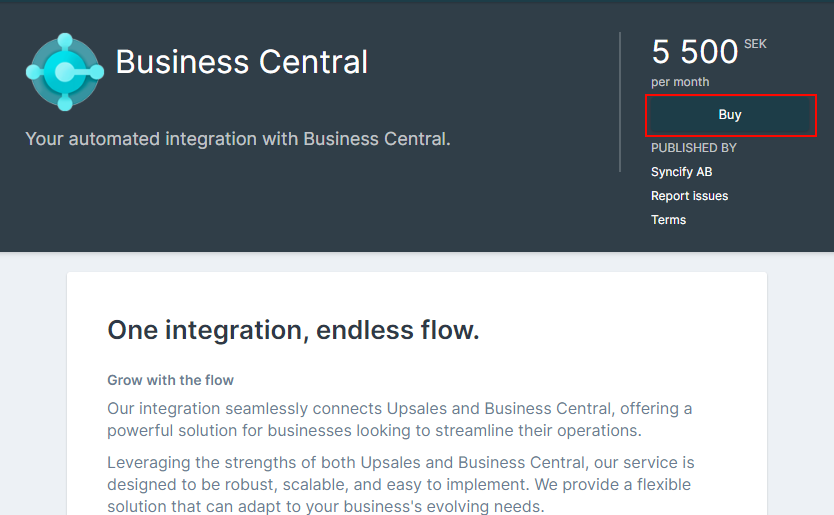 Business Central
Your automated integration with Business Central.
5 500 SEK
per month
Buy
PUBLISHED BY
Syncify AB
Report issues
Terms
One integration, endless flow.
Grow with the flow
Our integration seamlessly connects Upsales and Business Central, offering a
powerful solution for businesses looking to streamline their operations.
Leveraging the strengths of both Upsales and Business Central, our service is
designed to be robust, scalable, and easy to implement. We provide a flexible
solution that can adapt to your business's evolving needs.